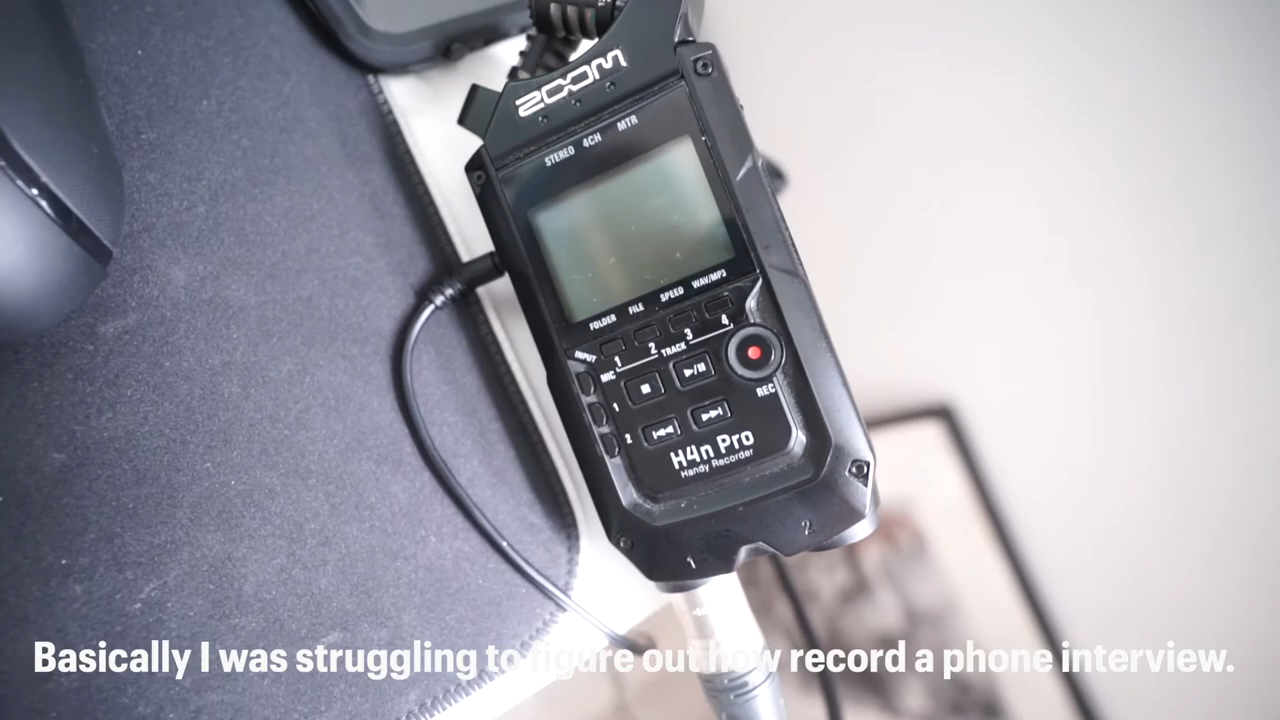 ZOOM
STEREO 4CH MTR
FOLDER FILE SPEED WAV/MP3
INPUT 1 2 3 4
TRACK
MIC
1
2
REC
H4n Pro
Handy Recorder
1 2
Basically I was struggling to figure out how record a phone interview.